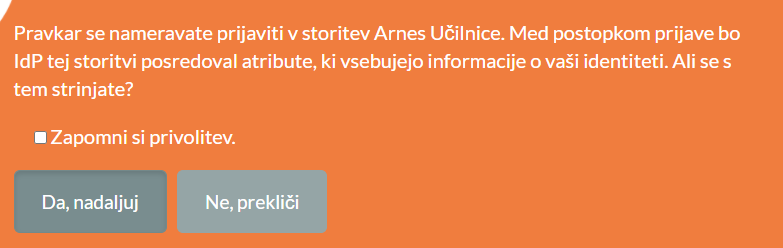 Pravkar se nameravate prijaviti v storitev Arnes Učilnice. Med postopkom prijave bo
IdP tej storitvi posredoval atribute, ki vsebujejo informacije o vaši identiteti. Ali se s
tem strinjate?
Zapomni si privolitev.
Da, nadaljuj
Ne, prekliči